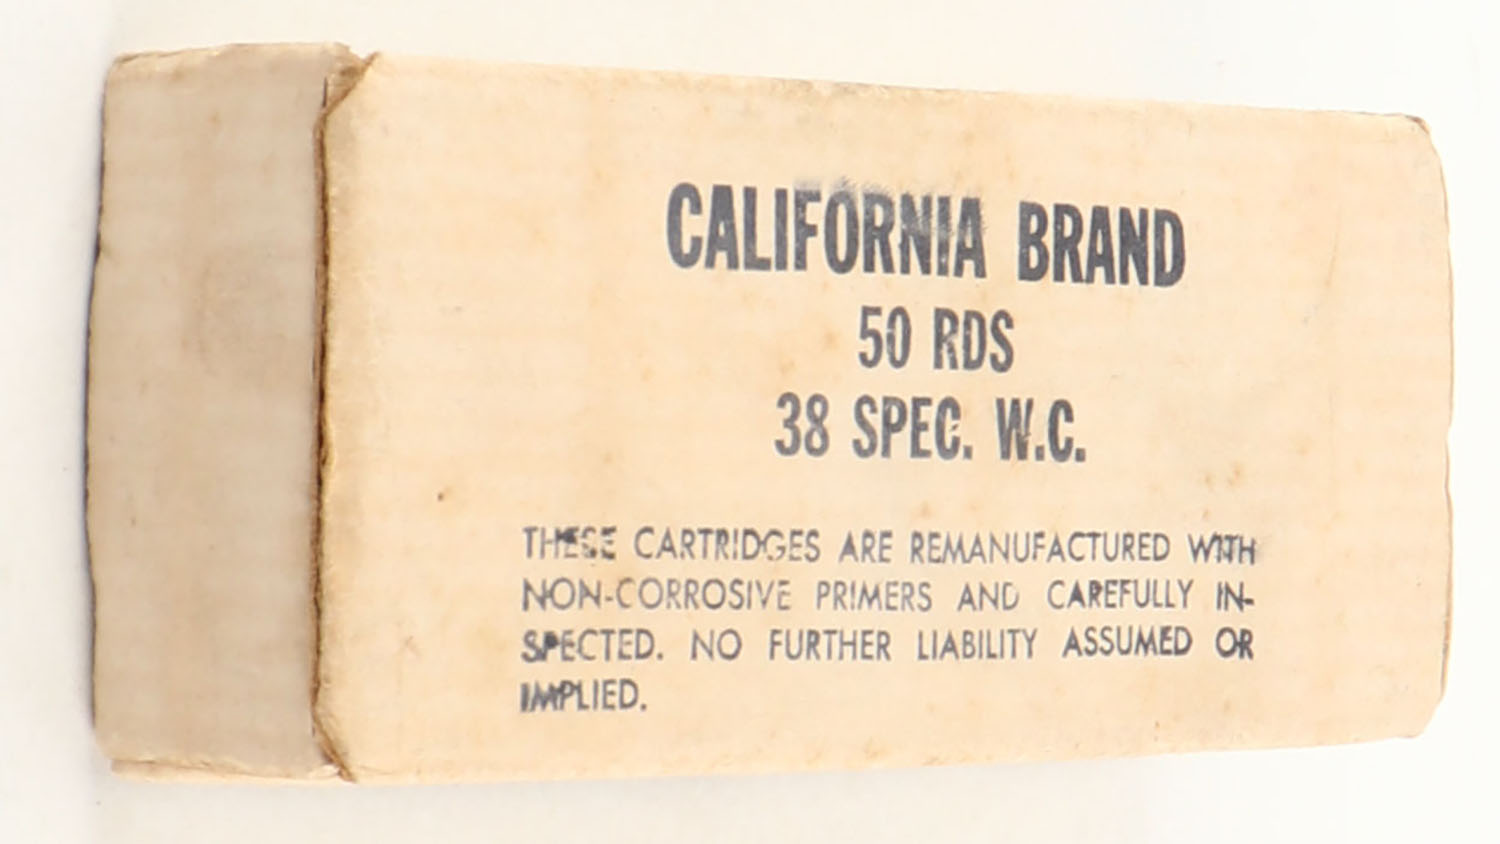 CALIFORNIA BRAND
50 RDS
38 SPEC. W.C.
THESE CARTRIDGES ARE REMANUFACTURED WITH
NON-CORROSIVE PRIMERS AND CAREFULLY IN-
SPECTED. NO FURTHER LIABILITY ASSUMED OR
IMPLIED.